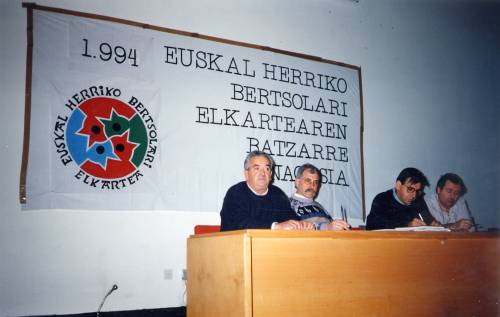 1.994
EUSKAL HERRIKO
BERTSOLARI
ELKARTEAREN
BATZARRE
NAGUSIA
EUSKAL HERRIKO BERTSOLARI
ELKARTEA